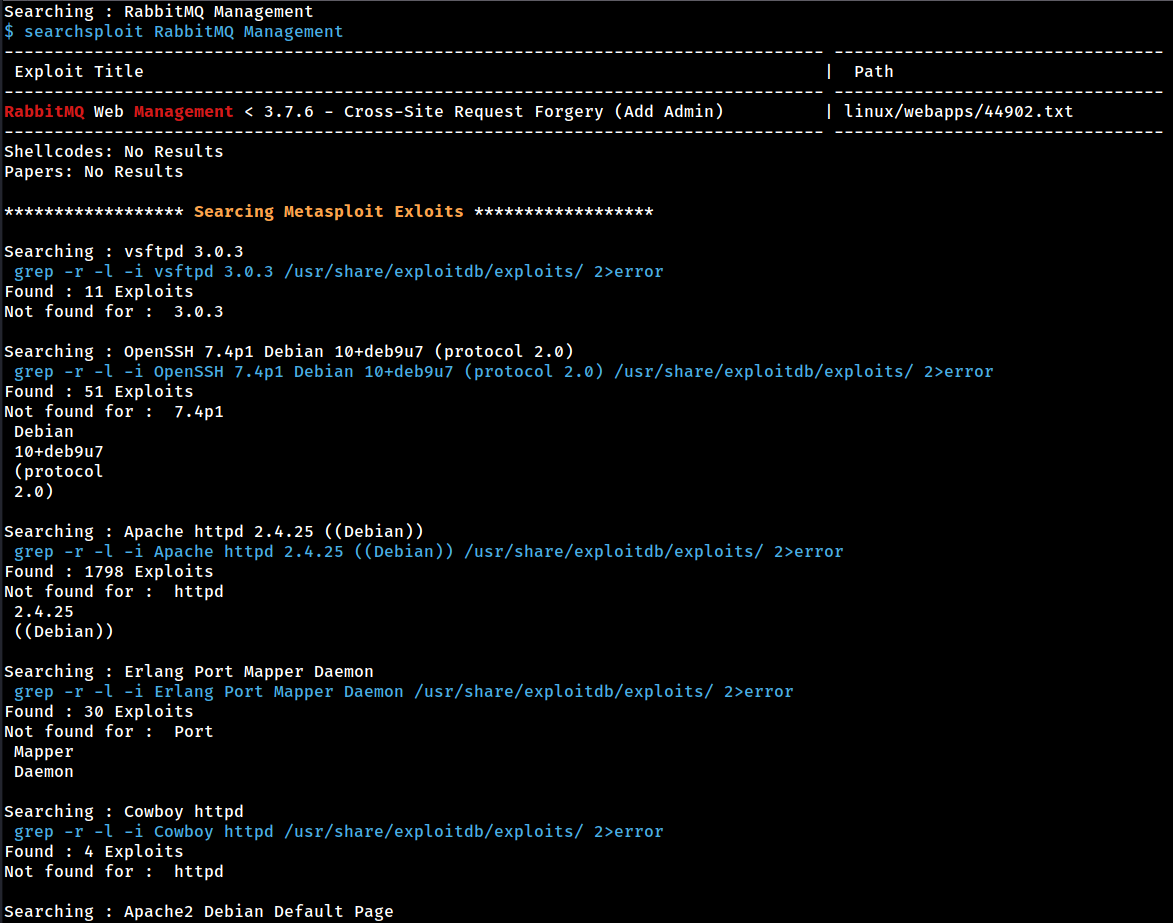 Searching : RabbitMQ Management
$ searchsploit RabbitMQ Management
---------------------------------------------------------------------------------- ---------------------------------
 Exploit Title                                                                    |  Path
---------------------------------------------------------------------------------- ---------------------------------
RabbitMQ Web Management < 3.7.6 - Cross-Site Request Forgery (Add Admin)          | linux/webapps/44902.txt
---------------------------------------------------------------------------------- ---------------------------------
Shellcodes: No Results
Papers: No Results

****************** Searcing Metasploit Exloits ******************

Searching : vsftpd 3.0.3
 grep -r -l -i vsftpd 3.0.3 /usr/share/exploitdb/exploits/ 2>error
Found : 11 Exploits
Not found for :  3.0.3

Searching : OpenSSH 7.4p1 Debian 10+deb9u7 (protocol 2.0)
 grep -r -l -i OpenSSH 7.4p1 Debian 10+deb9u7 (protocol 2.0) /usr/share/exploitdb/exploits/ 2>error
Found : 51 Exploits
Not found for :  7.4p1
 Debian
 10+deb9u7
 (protocol
 2.0)

Searching : Apache httpd 2.4.25 ((Debian))
 grep -r -l -i Apache httpd 2.4.25 ((Debian)) /usr/share/exploitdb/exploits/ 2>error
Found : 1798 Exploits
Not found for :  httpd
 2.4.25
 ((Debian))

Searching : Erlang Port Mapper Daemon
 grep -r -l -i Erlang Port Mapper Daemon /usr/share/exploitdb/exploits/ 2>error
Found : 30 Exploits
Not found for :  Port
 Mapper
 Daemon

Searching : Cowboy httpd
 grep -r -l -i Cowboy httpd /usr/share/exploitdb/exploits/ 2>error
Found : 4 Exploits
Not found for :  httpd

Searching : Apache2 Debian Default Page